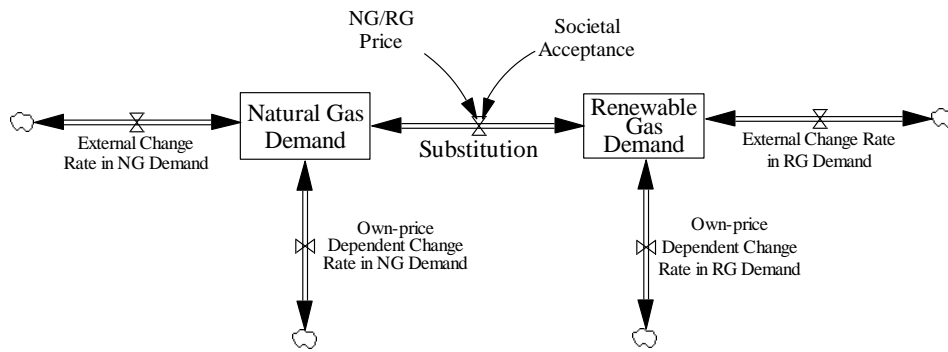 NG/RG
Price
Societal
Acceptance
Natural Gas
Demand
Renewable
Gas
Demand
Substitution
External Change
Rate in NG Demand
External Change Rate
in RG Demand
Own-price
Dependent Change
Rate in NG Demand
Own-price
Dependent Change
Rate in RG Demand